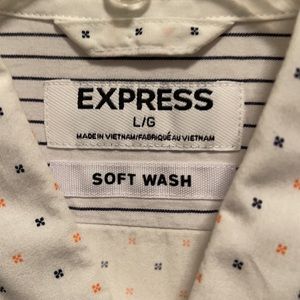 EXPRESS
L/G
MADE IN VIETNAM/FABRIQUÉ AU VIETNAM
SOFT WASH